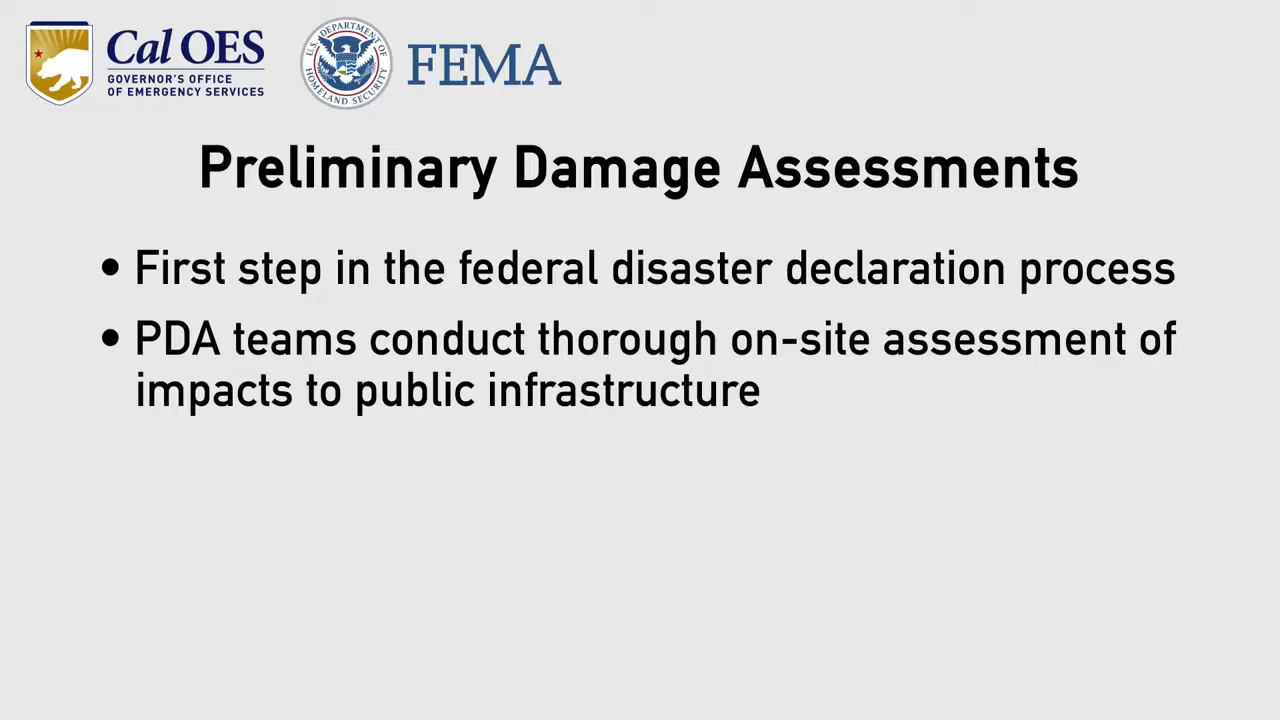 Cal OES
GOVERNOR'S OFFICE
OF EMERGENCY SERVICES
U.S. DEPARTMENT OF
HOMELAND SECURITY
FEMA
Preliminary Damage Assessments
• First step in the federal disaster declaration process
• PDA teams conduct thorough on-site assessment of
impacts to public infrastructure